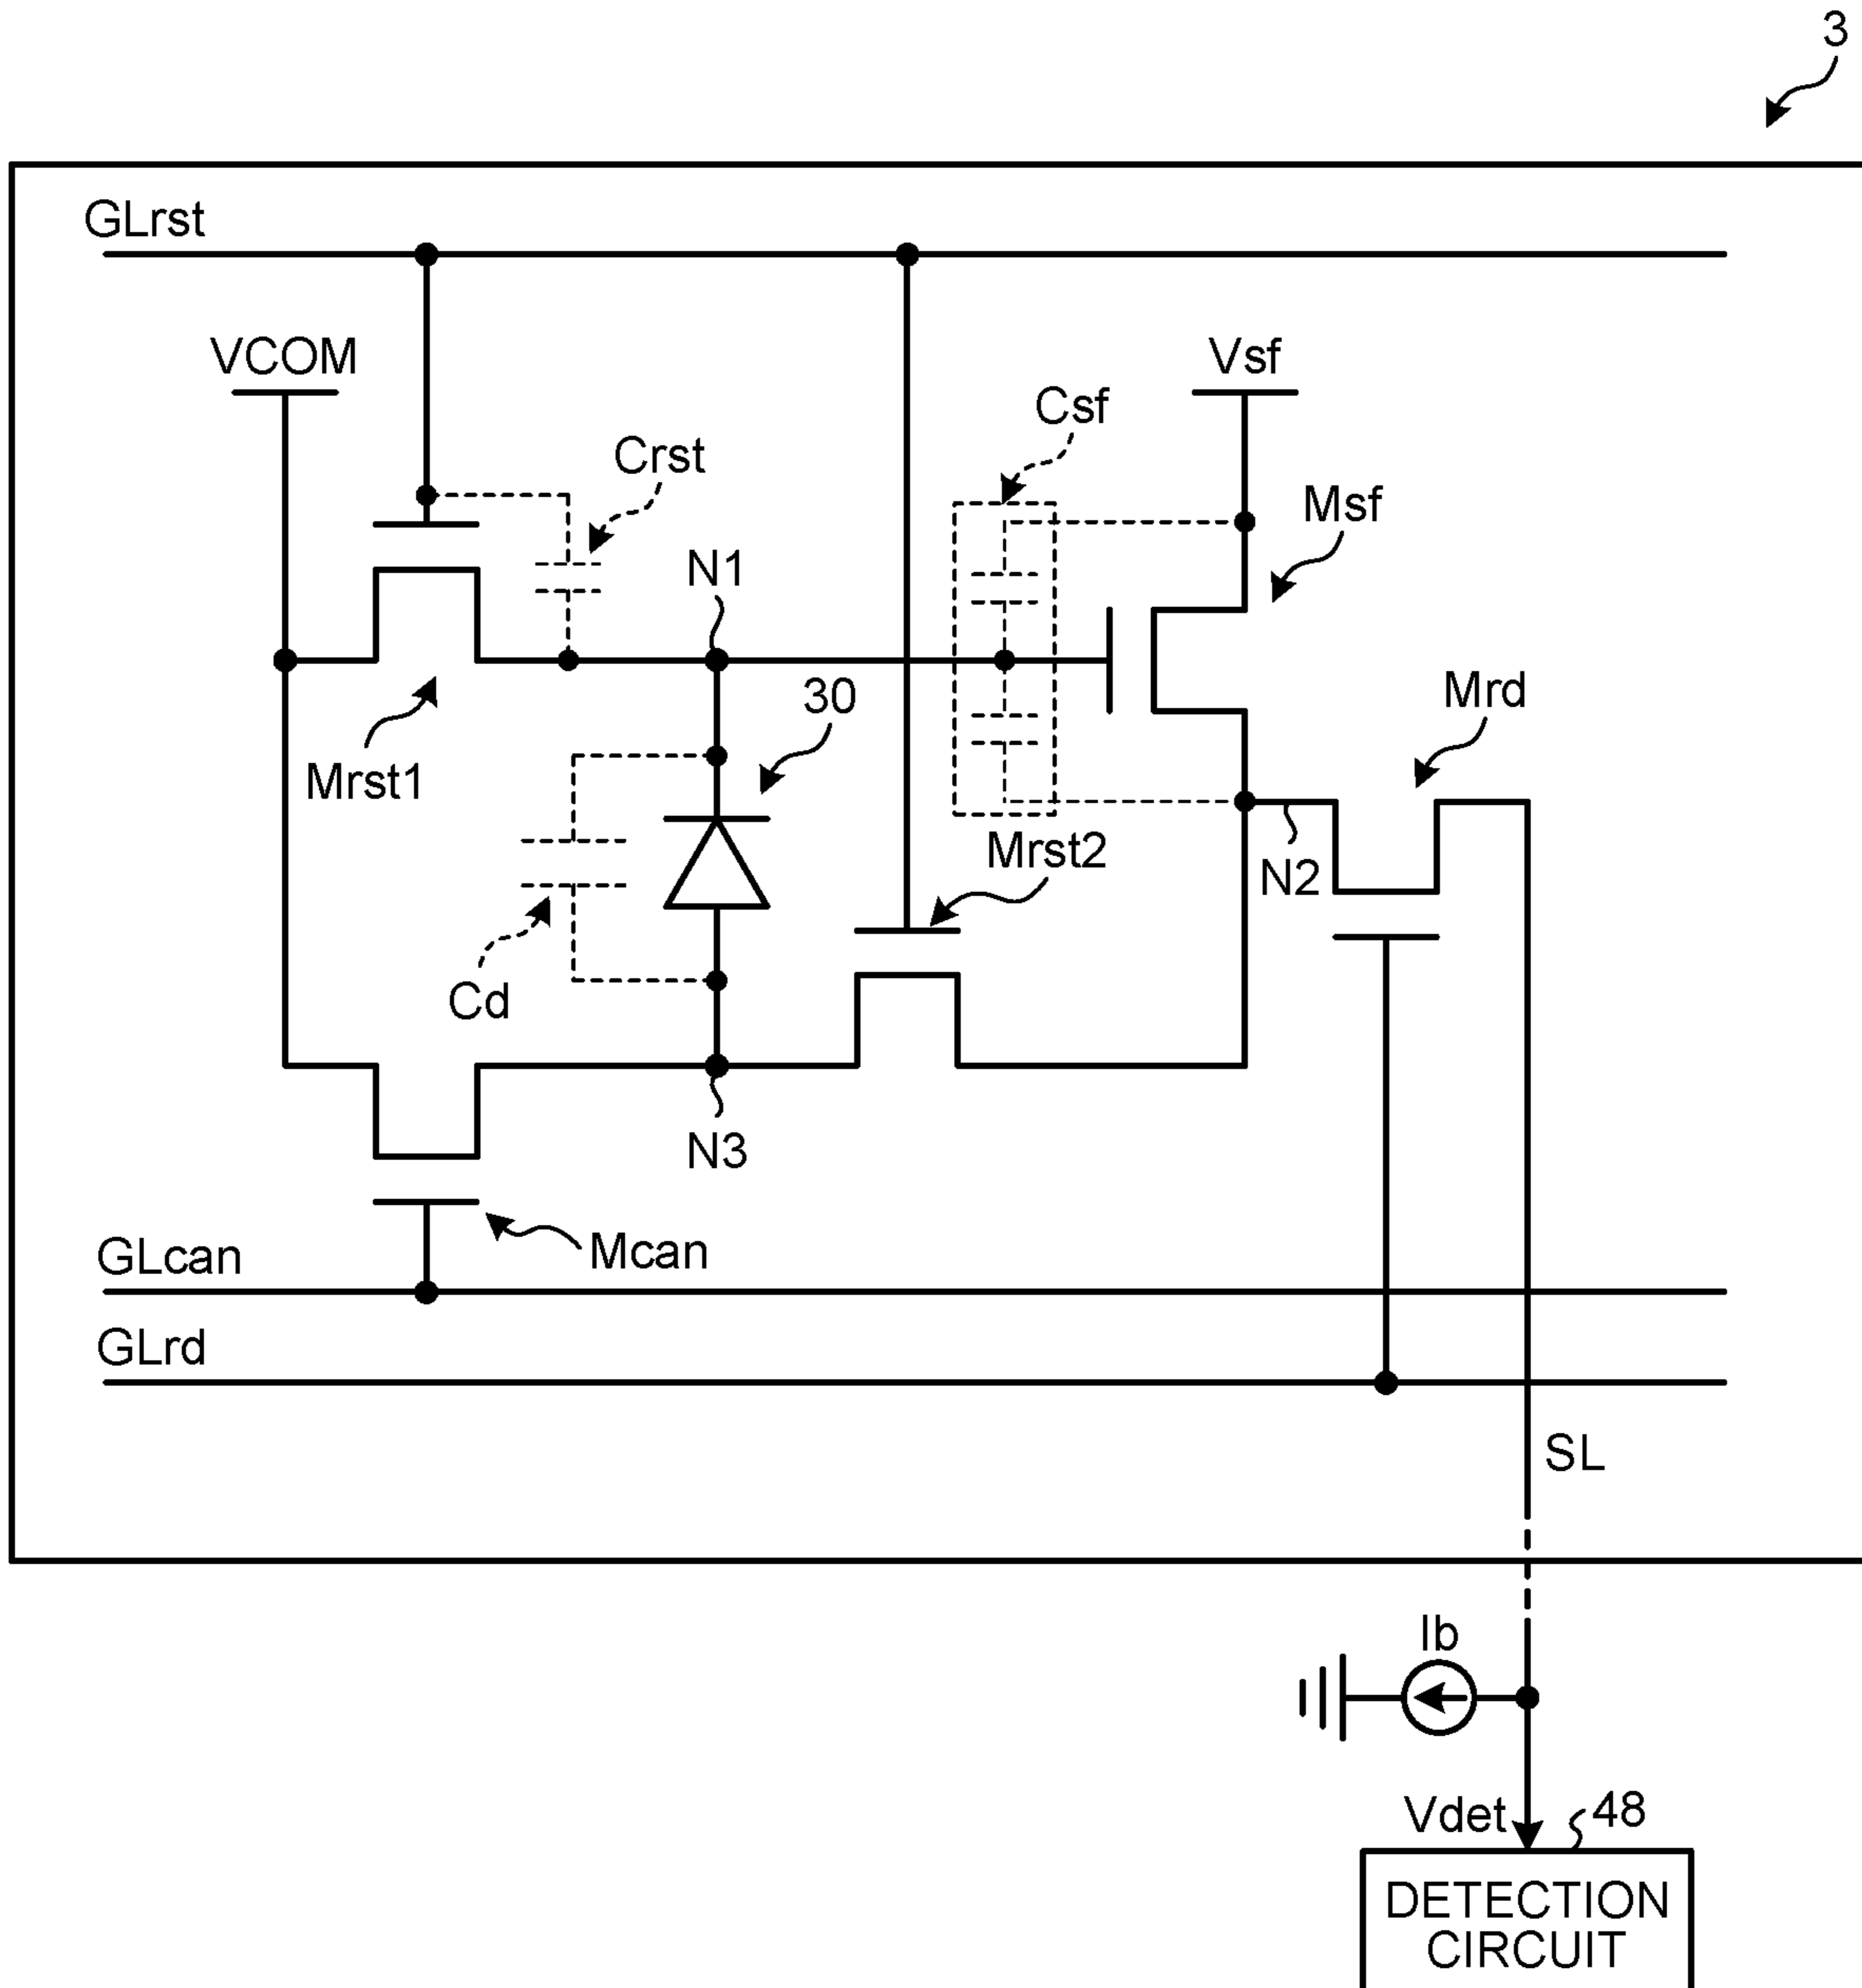 3
GLrst
VCOM
Vsf
Csf
Crst
Msf
N1
30
Mrd
Mrst1
Mrst2
N2
Cd
N3
Mcan
GLcan
GLrd
SL
Ib
Vdet
48
DETECTION
CIRCUIT